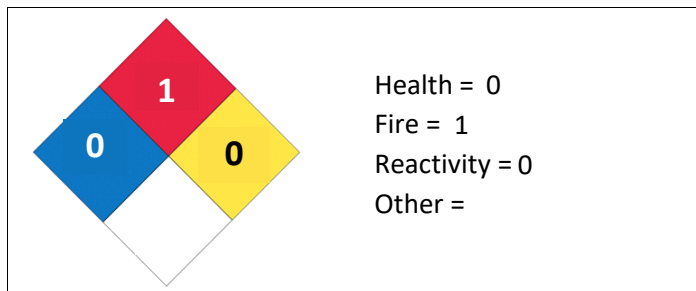 1
0
0
Health = 0
Fire = 1
Reactivity = 0
Other =